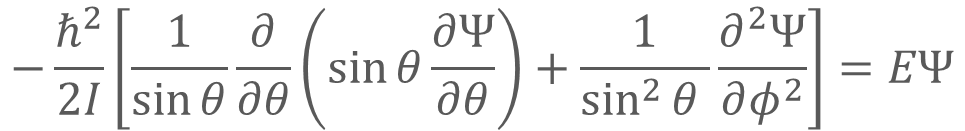 −ħ²/2I [1/sin θ ∂/∂θ (sin θ ∂Ψ/∂θ) + 1/sin² θ ∂²Ψ/∂ϕ²] = EΨ